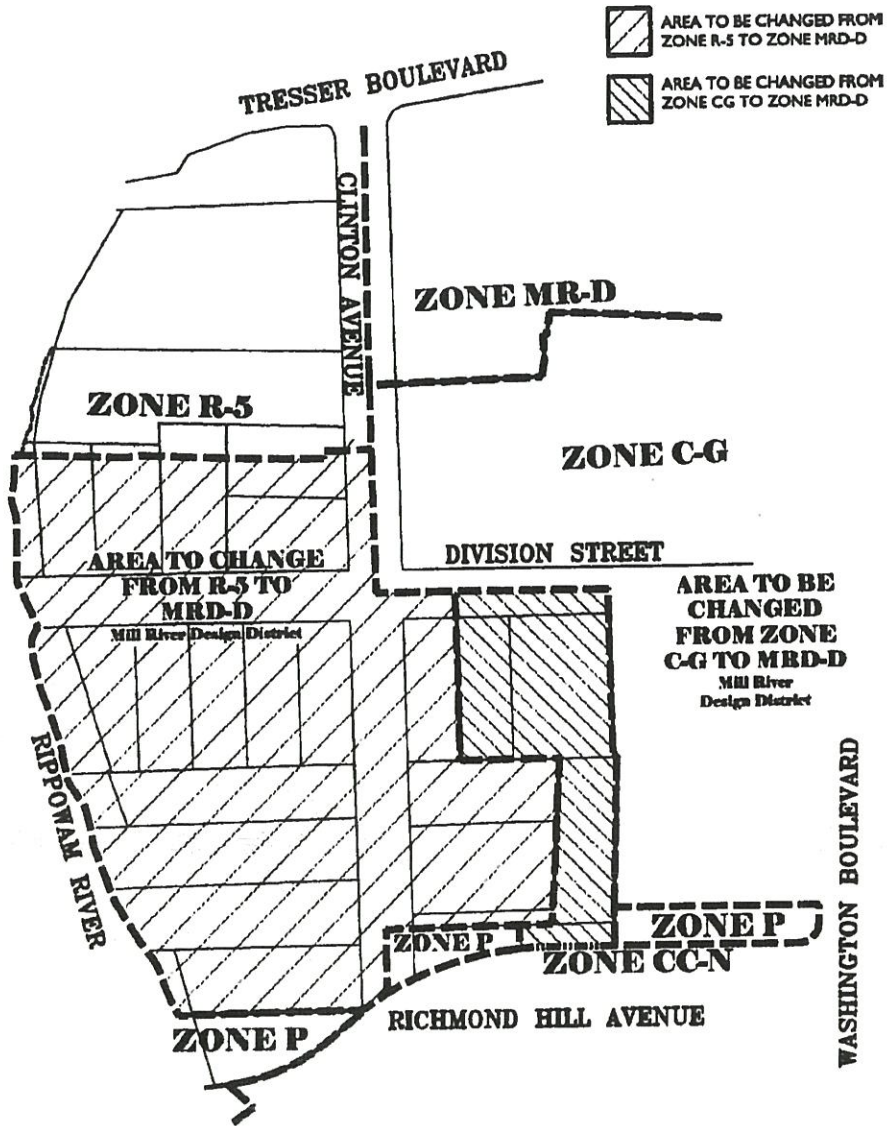 AREA TO BE CHANGED FROM
ZONE R-5 TO ZONE MRD-D
AREA TO BE CHANGED FROM
ZONE CG TO ZONE MRD-D
TRESSER BOULEVARD
CLINTON AVENUE
ZONE MR-D
ZONE R-5
ZONE C-G
DIVISION STREET
AREA TO CHANGE
FROM R-5 TO
MRD-D
Mill River Design District
AREA TO BE
CHANGED
FROM ZONE
C-G TO MRD-D
Mill River
Design District
RIPPOWAM RIVER
WASHINGTON BOULEVARD
ZONE P
ZONE P
ZONE CC-N
RICHMOND HILL AVENUE
ZONE P